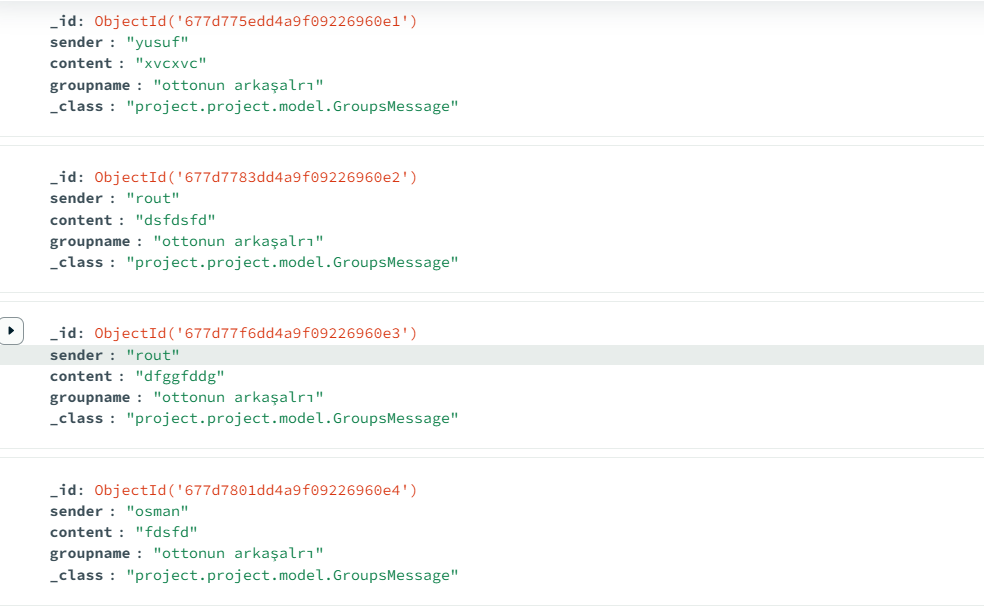 _id: ObjectId('677d775edd4a9f09226960e1')
sender : "yusuf"
content : "xvcxvc"
groupname : "ottonun arkaşalrı"
_class : "project.project.model.GroupsMessage"
_id: ObjectId('677d7783dd4a9f09226960e2')
sender : "rout"
content : "dsfdsfd"
groupname : "ottonun arkaşalrı"
_class : "project.project.model.GroupsMessage"
_id: ObjectId('677d77f6dd4a9f09226960e3')
sender : "rout"
content : "dfggfddg"
groupname : "ottonun arkaşalrı"
_class : "project.project.model.GroupsMessage"
_id: ObjectId('677d7801dd4a9f09226960e4')
sender : "osman"
content : "fdsfd"
groupname : "ottonun arkaşalrı"
_class : "project.project.model.GroupsMessage"